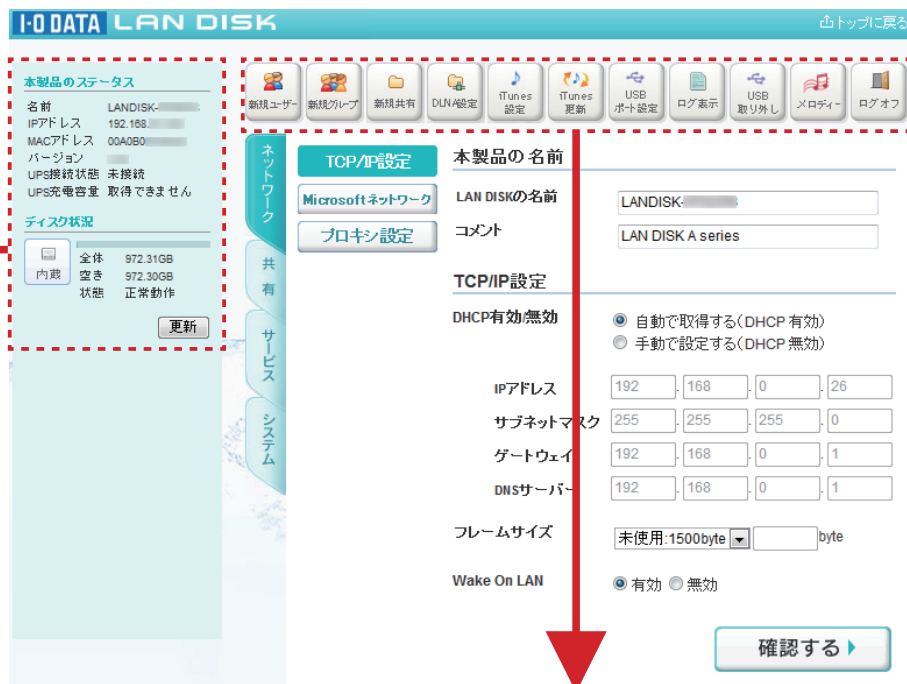 I-O DATA LAN DISK
トップに戻る
本製品のステータス
名前 LANDISK-
IPアドレス 192.168.
MACアドレス 00A0B0
バージョン
UPS接続状態 未接続
UPS充電容量 取得できません
ディスク状況
内蔵
全体 972.31GB
空き 972.30GB
状態 正常動作
更新
新規ユーザー
新規グループ
新規共有
DLNA設定
iTunes
設定
iTunes
更新
USB
ポート設定
ログ表示
USB
取り外し
メロディー
ログオフ
ネットワーク
共有
サービス
システム
TCP/IP設定
Microsoftネットワーク
プロキシ設定
本製品の名前
LAN DISKの名前 LANDISK-
コメント LAN DISK A series
TCP/IP設定
DHCP有効/無効 自動で取得する(DHCP 有効)
手動で設定する(DHCP 無効)
IPアドレス 192 . 168 . 0 . 26
サブネットマスク 255 . 255 . 255 . 0
ゲートウェイ 192 . 168 . 0 . 1
DNSサーバー 192 . 168 . 0 . 1
フレームサイズ 未使用:1500byte byte
Wake On LAN 有効 無効
確認する